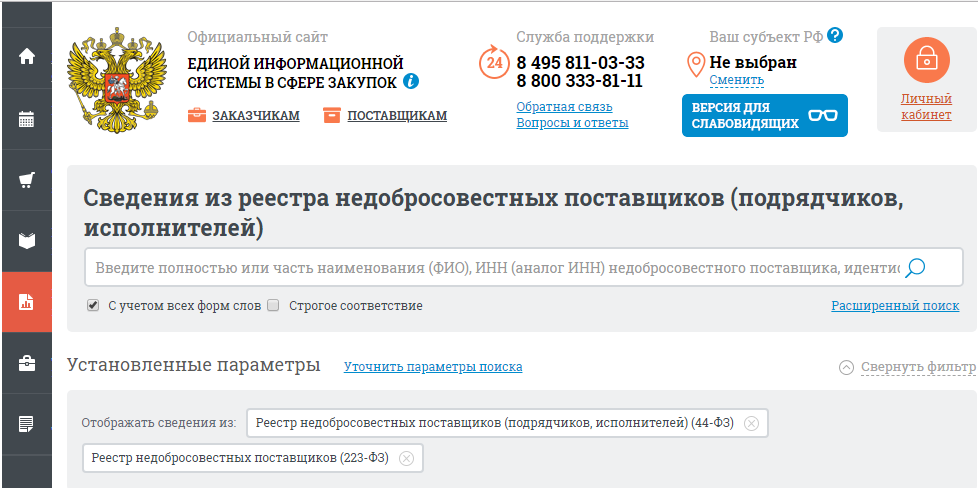 Официальный сайт
ЕДИНОЙ ИНФОРМАЦИОННОЙ
СИСТЕМЫ В СФЕРЕ ЗАКУПОК
ЗАКАЗЧИКАМ
ПОСТАВЩИКАМ
24
Служба поддержки
8 495 811-03-33
8 800 333-81-11
Обратная связь
Вопросы и ответы
Ваш субъект РФ ?
Не выбран
Сменить
ВЕРСИЯ ДЛЯ
СЛАБОВИДЯЩИХ
Личный
кабинет
Сведения из реестра недобросовестных поставщиков (подрядчиков,
исполнителей)
Введите полностью или часть наименования (ФИО), ИНН (аналог ИНН) недобросовестного поставщика, иденти
С учетом всех форм слов
Строгое соответствие
Расширенный поиск
Установленные параметры
Уточнить параметры поиска
Свернуть фильтр
Отображать сведения из:
Реестр недобросовестных поставщиков (подрядчиков, исполнителей) (44-ФЗ)
Реестр недобросовестных поставщиков (223-ФЗ)